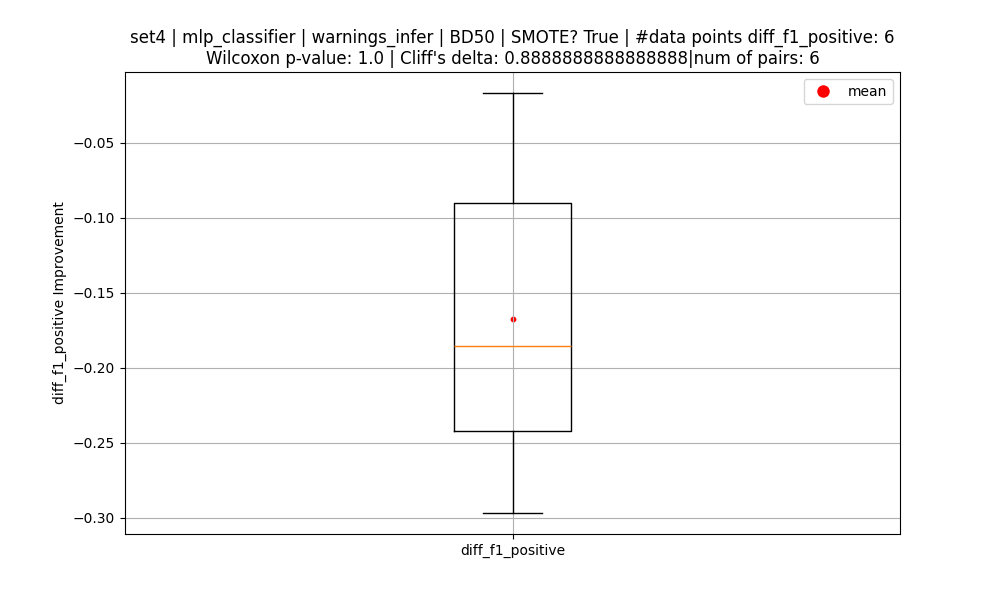 set4 | mlp_classifier | warnings_infer | BD50 | SMOTE? True | #data points diff_f1_positive: 6
Wilcoxon p-value: 1.0 | Cliff's delta: 0.8888888888888888|num of pairs: 6
mean
−0.05
−0.10
−0.15
−0.20
−0.25
−0.30
diff_f1_positive Improvement
diff_f1_positive